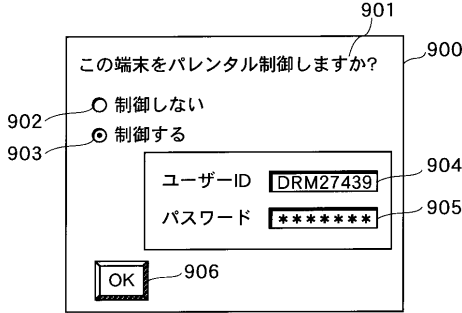 901
900
この端末をパレンタル制御しますか?
902
制御しない
903
制御する
904
ユーザーID DRM27439
905
パスワード *******
OK
906